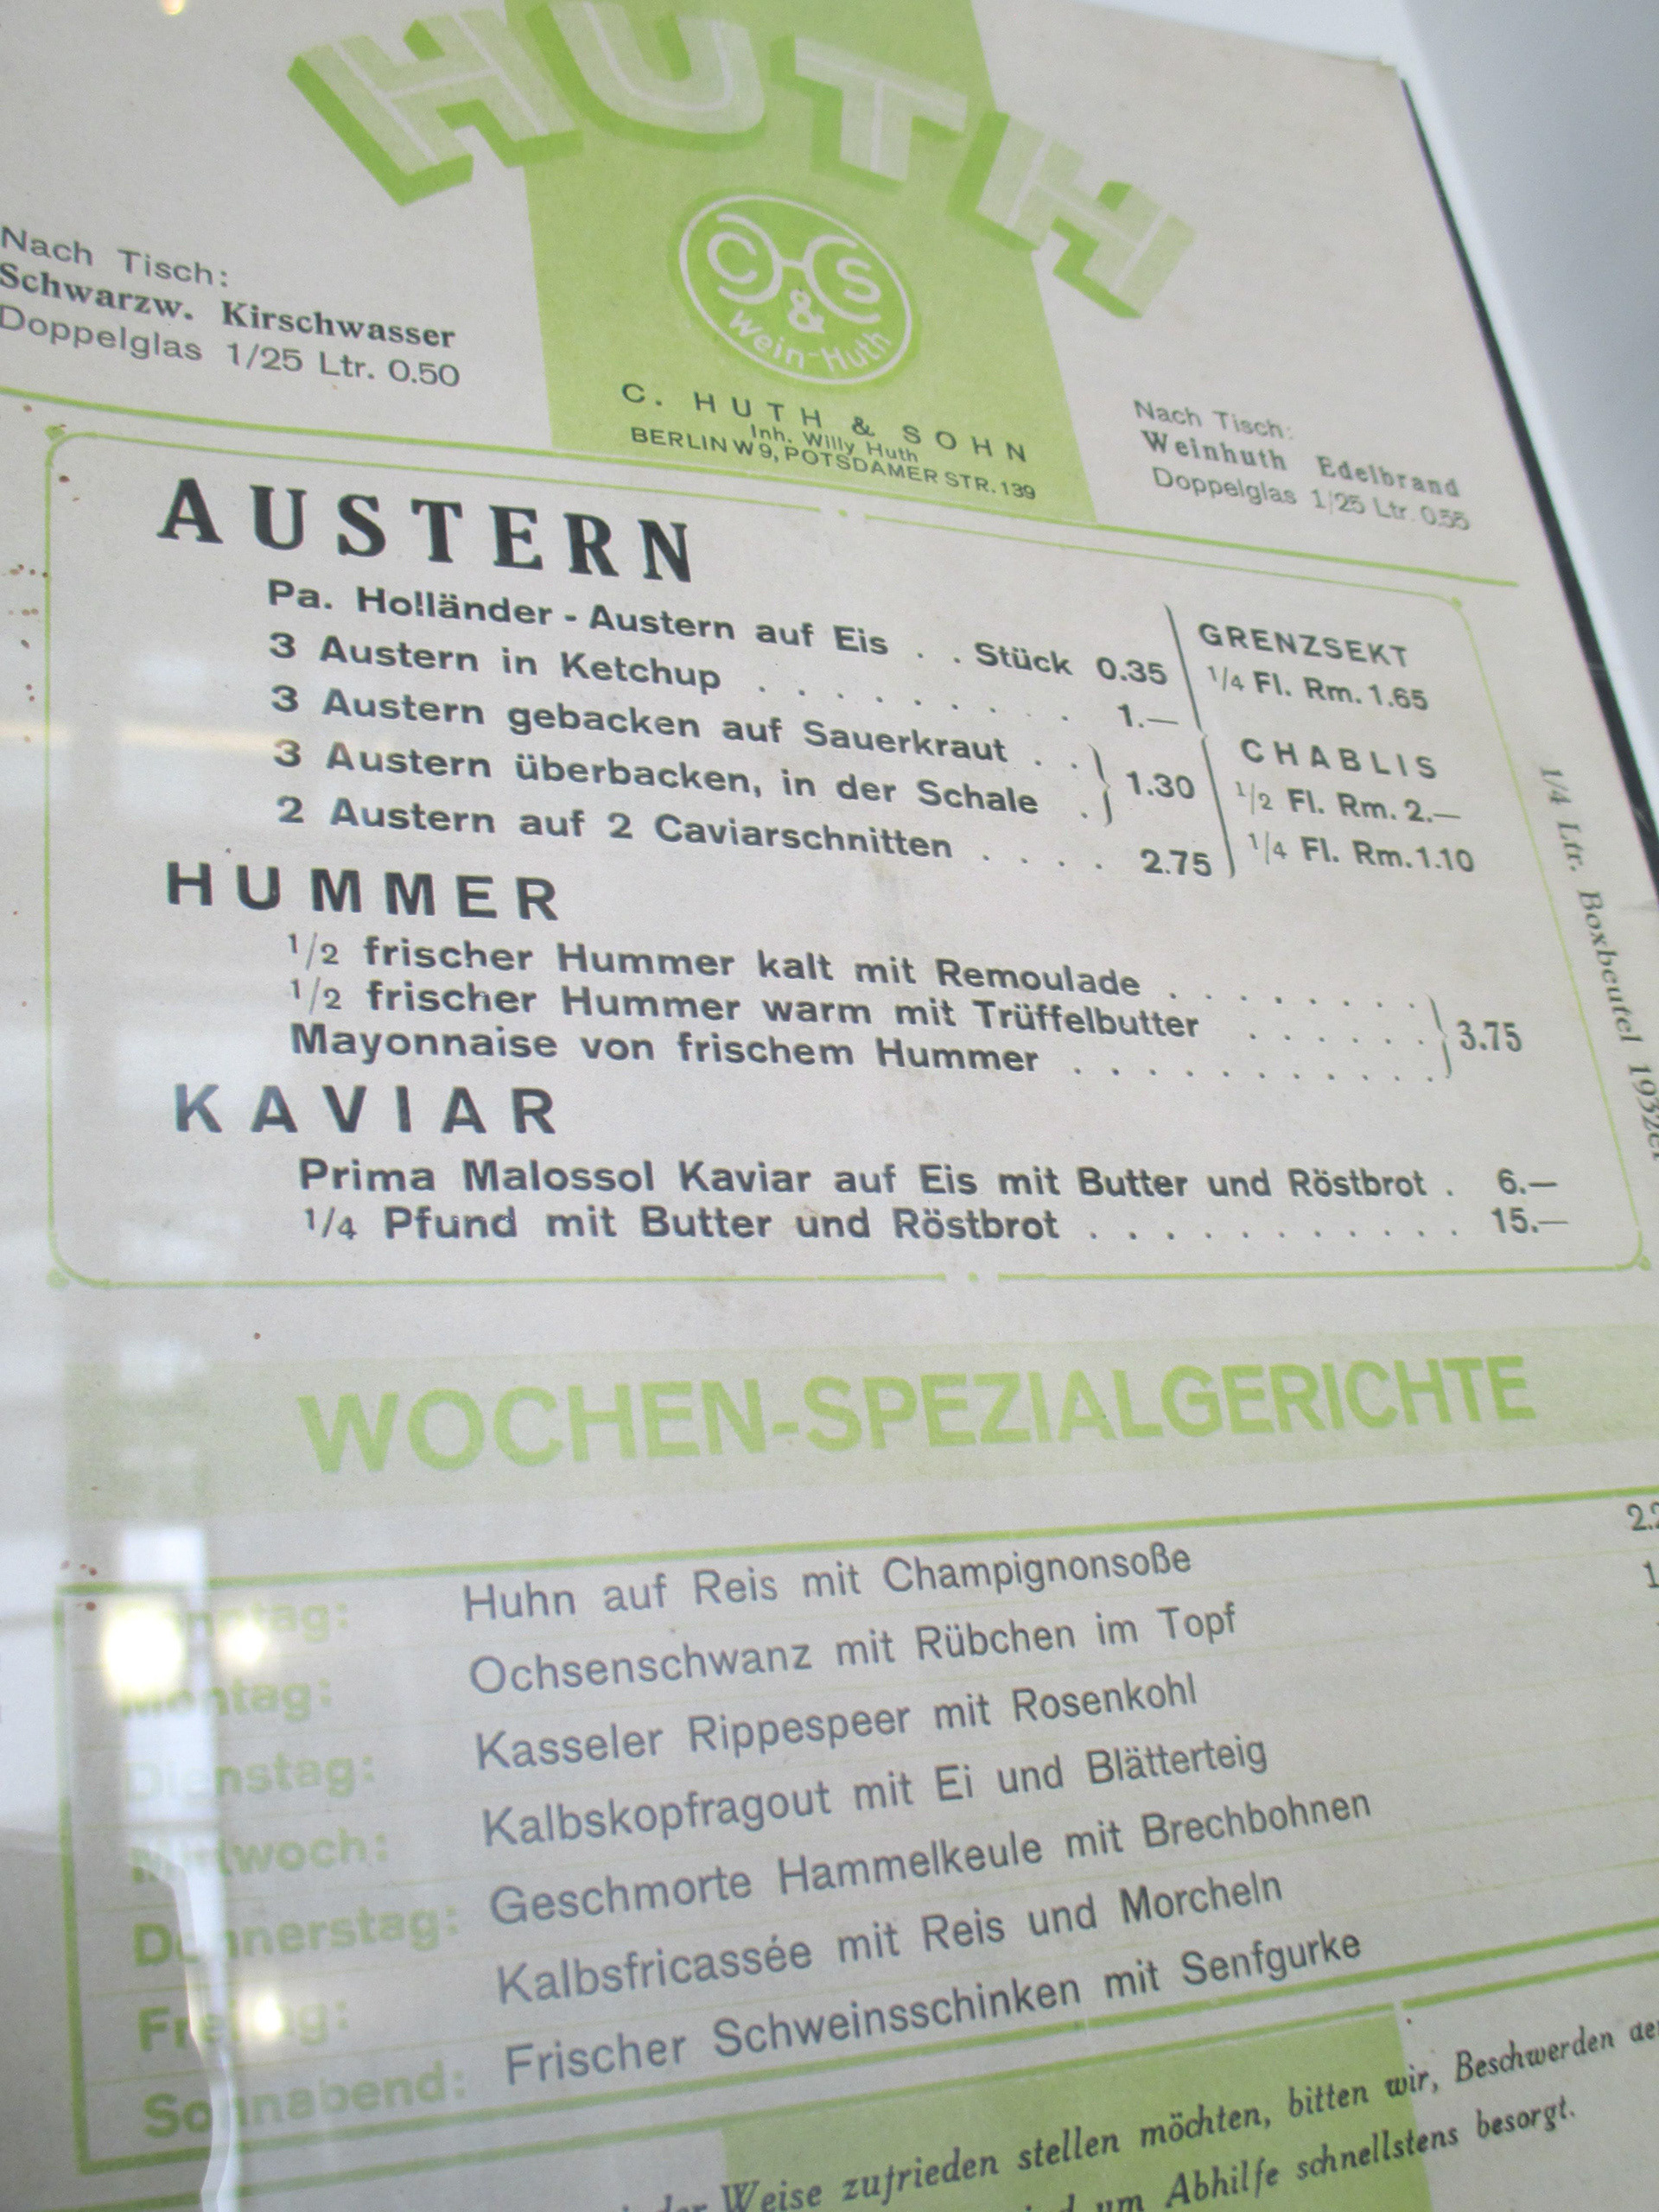 HUTH
C H & S
Wein-Huth
C. HUTH & SOHN
Inh. Willy Huth
BERLIN W 9, POTSDAMER STR. 139
Nach Tisch:
Schwarzw. Kirschwasser
Doppelglas 1/25 Ltr. 0.50
Nach Tisch:
Weinhuth Edelbrand
Doppelglas 1/25 Ltr. 0.55
AUSTERN
Pa. Holländer - Austern auf Eis . . Stück 0.35
3 Austern in Ketchup . . . . . . . . 1.—
3 Austern gebacken auf Sauerkraut . .
3 Austern überbacken, in der Schale .
1.30
2 Austern auf 2 Caviarschnitten . . . . 2.75
GRENZSEKT
1/4 Fl. Rm. 1.65
CHABLIS
1/2 Fl. Rm. 2.—
1/4 Fl. Rm. 1.10
HUMMER
1/2 frischer Hummer kalt mit Remoulade . . . . . . . .
1/2 frischer Hummer warm mit Trüffelbutter . . . . . .
Mayonnaise von frischem Hummer . . . . . . . . . . .
3.75
KAVIAR
Prima Malossol Kaviar auf Eis mit Butter und Röstbrot . 6.—
1/4 Pfund mit Butter und Röstbrot . . . . . . . . . . . 15.—
1/4 Ltr. Boxbeutel 1932er
WOCHEN-SPEZIALGERICHTE
Sonntag: Huhn auf Reis mit Champignonsoße
Montag: Ochsenschwanz mit Rübchen im Topf
Dienstag: Kasseler Rippespeer mit Rosenkohl
Mittwoch: Kalbskopfragout mit Ei und Blätterteig
Donnerstag: Geschmorte Hammelkeule mit Brechbohnen
Freitag: Kalbsfricassée mit Reis und Morcheln
Sonnabend: Frischer Schweinsschinken mit Senfgurke
Weise zufrieden stellen möchten, bitten wir, Beschwerden
um Abhilfe schnellstens besorgt.